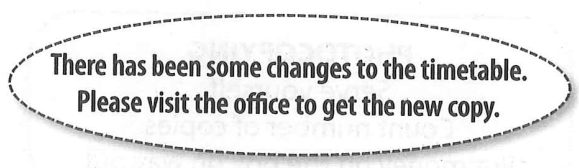 There has been some changes to the timetable.
Please visit the office to get the new copy.